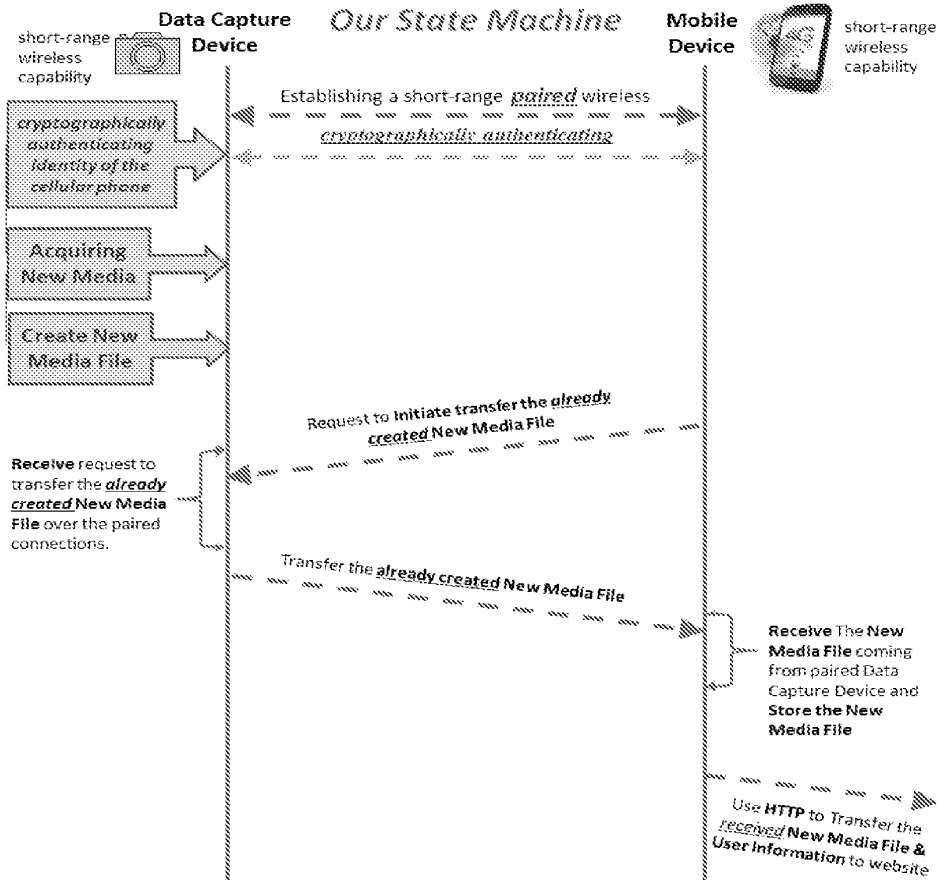 Our State Machine
Data Capture
Device
Mobile
Device
short-range
wireless
capability
short-range
wireless
capability
Establishing a short-range paired wireless
cryptographically authenticating
cryptographically
authenticating
identity of the
cellular phone
Acquiring
New Media
Create New
Media File
Request to Initiate transfer the already
created New Media File
Receive request to
transfer the already
created New Media
File over the paired
connections.
Transfer the already created New Media File
Receive The New
Media File coming
from paired Data
Capture Device and
Store the New
Media File
Use HTTP to Transfer the
received New Media File &
User Information to website